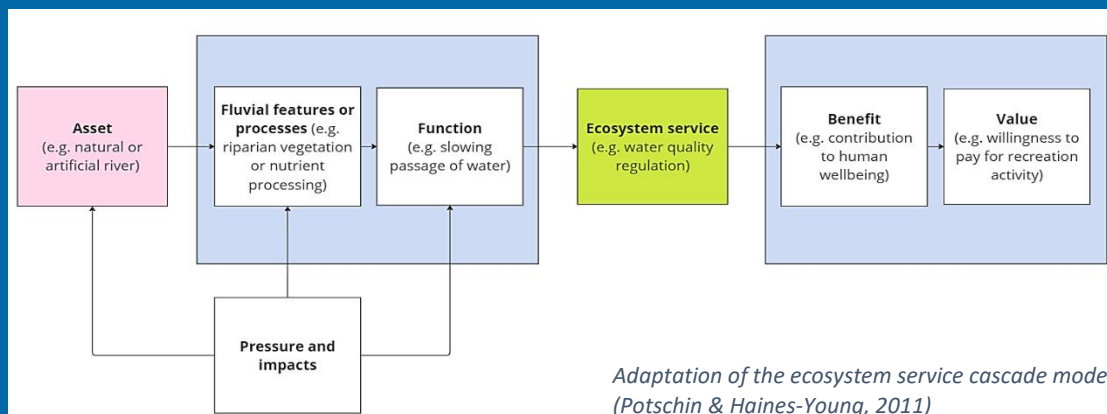 Asset
(e.g. natural or
artificial river)
Fluvial features or
processes (e.g.
riparian vegetation
or nutrient
processing)
Function
(e.g. slowing
passage of water)
Ecosystem service
(e.g. water quality
regulation)
Benefit
(e.g. contribution
to human
wellbeing)
Value
(e.g. willingness to
pay for recreation
activity)
Pressure and
impacts
Adaptation of the ecosystem service cascade mode
(Potschin & Haines-Young, 2011)